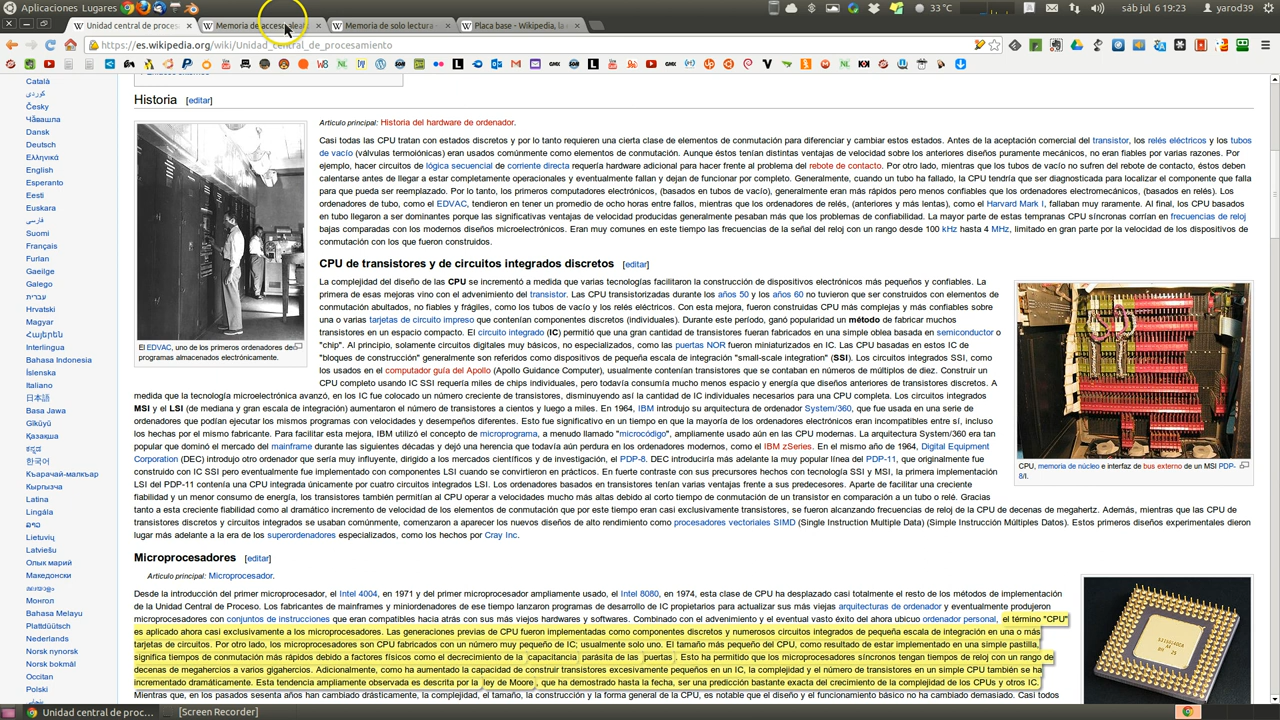 Aplicaciones Lugares
33°C
sáb jul 6 19:23
yarod39
Unidad central de proces
Memoria de acceso aleat
Memoria de solo lectura -
Placa base - Wikipedia, la
https://es.wikipedia.org/wiki/Unidad_central_de_procesamiento
Català
Česky
Чӑвашла
Dansk
Deutsch
Ελληνικά
English
Esperanto
Eesti
Euskara
فارسی
Suomi
Français
Furlan
Gaeilge
Galego
עברית
Hrvatski
Magyar
Հայերեն
Interlingua
Bahasa Indonesia
Íslenska
Italiano
日本語
Basa Jawa
Gĩkũyũ
Қазақша
ಕನ್ನಡ
한국어
Къарачай-малкъар
Кыргызча
Latina
Lingála
ລາວ
Lietuvių
Latviešu
Олык марий
Македонски
മലയാളം
Монгол
Bahasa Melayu
Plattdüütsch
Nederlands
Norsk nynorsk
Norsk bokmål
Occitan
Polski
Historia [editar]
Artículo principal: Historia del hardware de ordenador.
Casi todas las CPU tratan con estados discretos y por lo tanto requieren una cierta clase de elementos de conmutación para diferenciar y cambiar estos estados. Antes de la aceptación comercial del transistor, los relés eléctricos y los tubos
de vacío (válvulas termoiónicas) eran usados comúnmente como elementos de conmutación. Aunque éstos tenían distintas ventajas de velocidad sobre los anteriores diseños puramente mecánicos, no eran fiables por varias razones. Por
ejemplo, hacer circuitos de lógica secuencial de corriente directa requería hardware adicional para hacer frente al problema del rebote de contacto. Por otro lado, mientras que los tubos de vacío no sufren del rebote de contacto, éstos deben
calentarse antes de llegar a estar completamente operacionales y eventualmente fallan y dejan de funcionar por completo. Generalmente, cuando un tubo ha fallado, la CPU tendría que ser diagnosticada para localizar el componente que falla
para que pueda ser reemplazado. Por lo tanto, los primeros computadores electrónicos, (basados en tubos de vacío), generalmente eran más rápidos pero menos confiables que los ordenadores electromecánicos, (basados en relés). Los
ordenadores de tubo, como el EDVAC, tendieron en tener un promedio de ocho horas entre fallos, mientras que los ordenadores de relés, (anteriores y más lentas), como el Harvard Mark I, fallaban muy raramente. Al final, los CPU basados
en tubo llegaron a ser dominantes porque las significativas ventajas de velocidad producidas generalmente pesaban más que los problemas de confiabilidad. La mayor parte de estas tempranas CPU síncronas corrían en frecuencias de reloj
bajas comparadas con los modernos diseños microelectrónicos. Eran muy comunes en este tiempo las frecuencias de la señal del reloj con un rango desde 100 kHz hasta 4 MHz, limitado en gran parte por la velocidad de los dispositivos de
conmutación con los que fueron construidos.
El EDVAC, uno de los primeros ordenadores de
programas almacenados electrónicamente.
CPU de transistores y de circuitos integrados discretos [editar]
La complejidad del diseño de las CPU se incrementó a medida que varias tecnologías facilitaron la construcción de dispositivos electrónicos más pequeños y confiables. La
primera de esas mejoras vino con el advenimiento del transistor. Las CPU transistorizadas durante los años 50 y los años 60 no tuvieron que ser construidos con elementos de
conmutación abultados, no fiables y frágiles, como los tubos de vacío y los relés eléctricos. Con esta mejora, fueron construidas CPU más complejas y más confiables sobre
una o varias tarjetas de circuito impreso que contenían componentes discretos (individuales). Durante este período, ganó popularidad un método de fabricar muchos
transistores en un espacio compacto. El circuito integrado (IC) permitió que una gran cantidad de transistores fueran fabricados en una simple oblea basada en semiconductor o
"chip". Al principio, solamente circuitos digitales muy básicos, no especializados, como las puertas NOR fueron miniaturizados en IC. Las CPU basadas en estos IC de
"bloques de construcción" generalmente son referidos como dispositivos de pequeña escala de integración "small-scale integration" (SSI). Los circuitos integrados SSI, como
los usados en el computador guía del Apollo (Apollo Guidance Computer), usualmente contenían transistores que se contaban en números de múltiplos de diez. Construir un
CPU completo usando IC SSI requería miles de chips individuales, pero todavía consumía mucho menos espacio y energía que diseños anteriores de transistores discretos. A
medida que la tecnología microelectrónica avanzó, en los IC fue colocado un número creciente de transistores, disminuyendo así la cantidad de IC individuales necesarios para una CPU completa. Los circuitos integrados
MSI y el LSI (de mediana y gran escala de integración) aumentaron el número de transistores a cientos y luego a miles. En 1964, IBM introdujo su arquitectura de ordenador System/360, que fue usada en una serie de
ordenadores que podían ejecutar los mismos programas con velocidades y desempeños diferentes. Esto fue significativo en un tiempo en que la mayoría de los ordenadores eran incompatibles entre sí, incluso
los hechas por el mismo fabricante. Para facilitar esta mejora, IBM utilizó el concepto de microprograma, a menudo llamado "microcódigo", ampliamente usado aún en las CPU modernas. La arquitectura System/360 era tan
popular que dominó el mercado del mainframe durante las siguientes décadas y dejó una herencia que todavía aún perdura en los ordenadores modernos, como el IBM zSeries. En el mismo año de 1964, Digital Equipment
Corporation (DEC) introdujo otro ordenador que sería muy influyente, dirigido a los mercados científicos y de investigación, el PDP-8. DEC introduciría más adelante la muy popular línea del PDP-11, que originalmente fue
construido con IC SSI pero eventualmente fue implementado con componentes LSI cuando se convirtieron en prácticos. En fuerte contraste con sus precursores hechos con tecnología SSI y MSI, la primera implementación
LSI del PDP-11 contenía una CPU integrada únicamente por cuatro circuitos integrados LSI. Los ordenadores basados en transistores tenían varias ventajas frente a sus predecesores. Aparte de facilitar una creciente
fiabilidad y un menor consumo de energía, los transistores también permitían al CPU operar a velocidades mucho más altas debido al corto tiempo de conmutación de un transistor en comparación a un tubo o relé. Gracias
tanto a esta creciente fiabilidad como al dramático incremento de velocidad de los elementos de conmutación que por este tiempo eran casi exclusivamente transistores, se fueron alcanzando frecuencias de reloj de la CPU de decenas de megahertz. Además, mientras que las CPU de
transistores discretos y circuitos integrados se usaban comúnmente, comenzaron a aparecer los nuevos diseños de alto rendimiento como procesadores vectoriales SIMD (Single Instruction Multiple Data) (Simple Instrucción Múltiples Datos). Estos primeros diseños experimentales dieron
lugar más adelante a la era de los superordenadores especializados, como los hechos por Cray Inc.
CPU, memoria de núcleo e interfaz de bus externo de un MSI PDP-
8/I.
Microprocesadores [editar]
Artículo principal: Microprocesador.
Desde la introducción del primer microprocesador, el Intel 4004, en 1971 y del primer microprocesador ampliamente usado, el Intel 8080, en 1974, esta clase de CPU ha desplazado casi totalmente el resto de los métodos de implementación
de la Unidad Central de Proceso. Los fabricantes de mainframes y miniordenadores de ese tiempo lanzaron programas de desarrollo de IC propietarios para actualizar sus más viejas arquitecturas de ordenador y eventualmente produjeron
microprocesadores con conjuntos de instrucciones que eran compatibles hacia atrás con sus más viejos hardwares y softwares. Combinado con el advenimiento y el eventual vasto éxito del ahora ubicuo ordenador personal, el término "CPU"
es aplicado ahora casi exclusivamente a los microprocesadores. Las generaciones previas de CPU fueron implementadas como componentes discretos y numerosos circuitos integrados de pequeña escala de integración en una o más
tarjetas de circuitos. Por otro lado, los microprocesadores son CPU fabricados con un número muy pequeño de IC; usualmente solo uno. El tamaño más pequeño del CPU, como resultado de estar implementado en una simple pastilla,
significa tiempos de conmutación más rápidos debido a factores físicos como el decrecimiento de la capacitancia parásita de las puertas. Esto ha permitido que los microprocesadores síncronos tengan tiempos de reloj con un rango de
decenas de megahercios a varios gigahercios. Adicionalmente, como ha aumentado la capacidad de construir transistores excesivamente pequeños en un IC, la complejidad y el número de transistores en un simple CPU también se ha
incrementado dramáticamente. Esta tendencia ampliamente observada es descrita por la ley de Moore, que ha demostrado hasta la fecha, ser una predicción bastante exacta del crecimiento de la complejidad de los CPUs y otros IC.
Mientras que, en los pasados sesenta años han cambiado drásticamente, la complejidad, el tamaño, la construcción y la forma general de la CPU, es notable que el diseño y el funcionamiento básico no ha cambiado demasiado. Casi todos
Unidad central de proc...
[Screen Recorder]